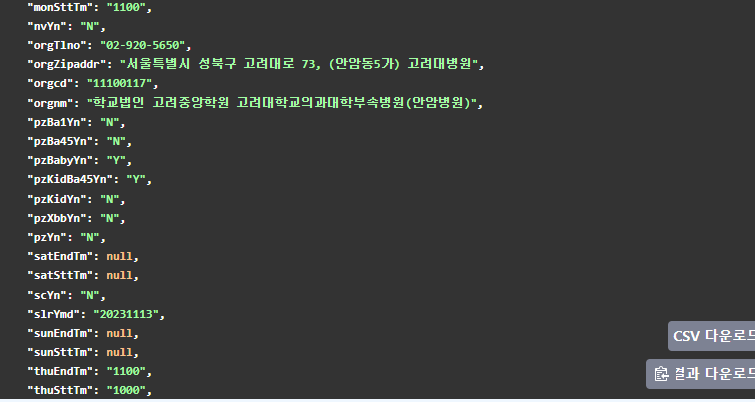 "monSttTm": "1100",
"nvYn": "N",
"orgTlno": "02-920-5650",
"orgZipaddr": "서울특별시 성북구 고려대로 73, (안암동5가) 고려대병원",
"orgcd": "11100117",
"orgnm": "학교법인 고려중앙학원 고려대학교의과대학부속병원(안암병원)",
"pzBa1Yn": "N",
"pzBa45Yn": "N",
"pzBabyYn": "Y",
"pzKidBa45Yn": "Y",
"pzKidYn": "N",
"pzXbbYn": "N",
"pzYn": "N",
"satEndTm": null,
"satSttTm": null,
"scYn": "N",
"slrYmd": "20231113",
"sunEndTm": null,
"sunSttTm": null,
"thuEndTm": "1100",
"thuSttTm": "1000",
CSV 다운로드
결과 다운로드